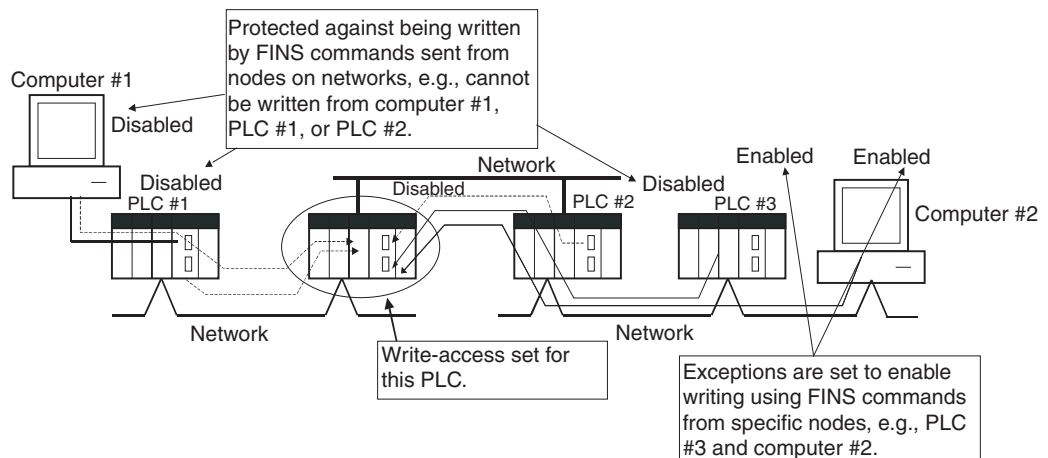 Protected against being written
by FINS commands sent from
nodes on networks, e.g., cannot
be written from computer #1,
PLC #1, or PLC #2.
Computer #1
Disabled
Network
Enabled
Enabled
Disabled
Disabled
Disabled
PLC #1
PLC #2
PLC #3
Computer #2
Network
Network
Write-access set for
this PLC.
Exceptions are set to enable
writing using FINS commands
from specific nodes, e.g., PLC
#3 and computer #2.